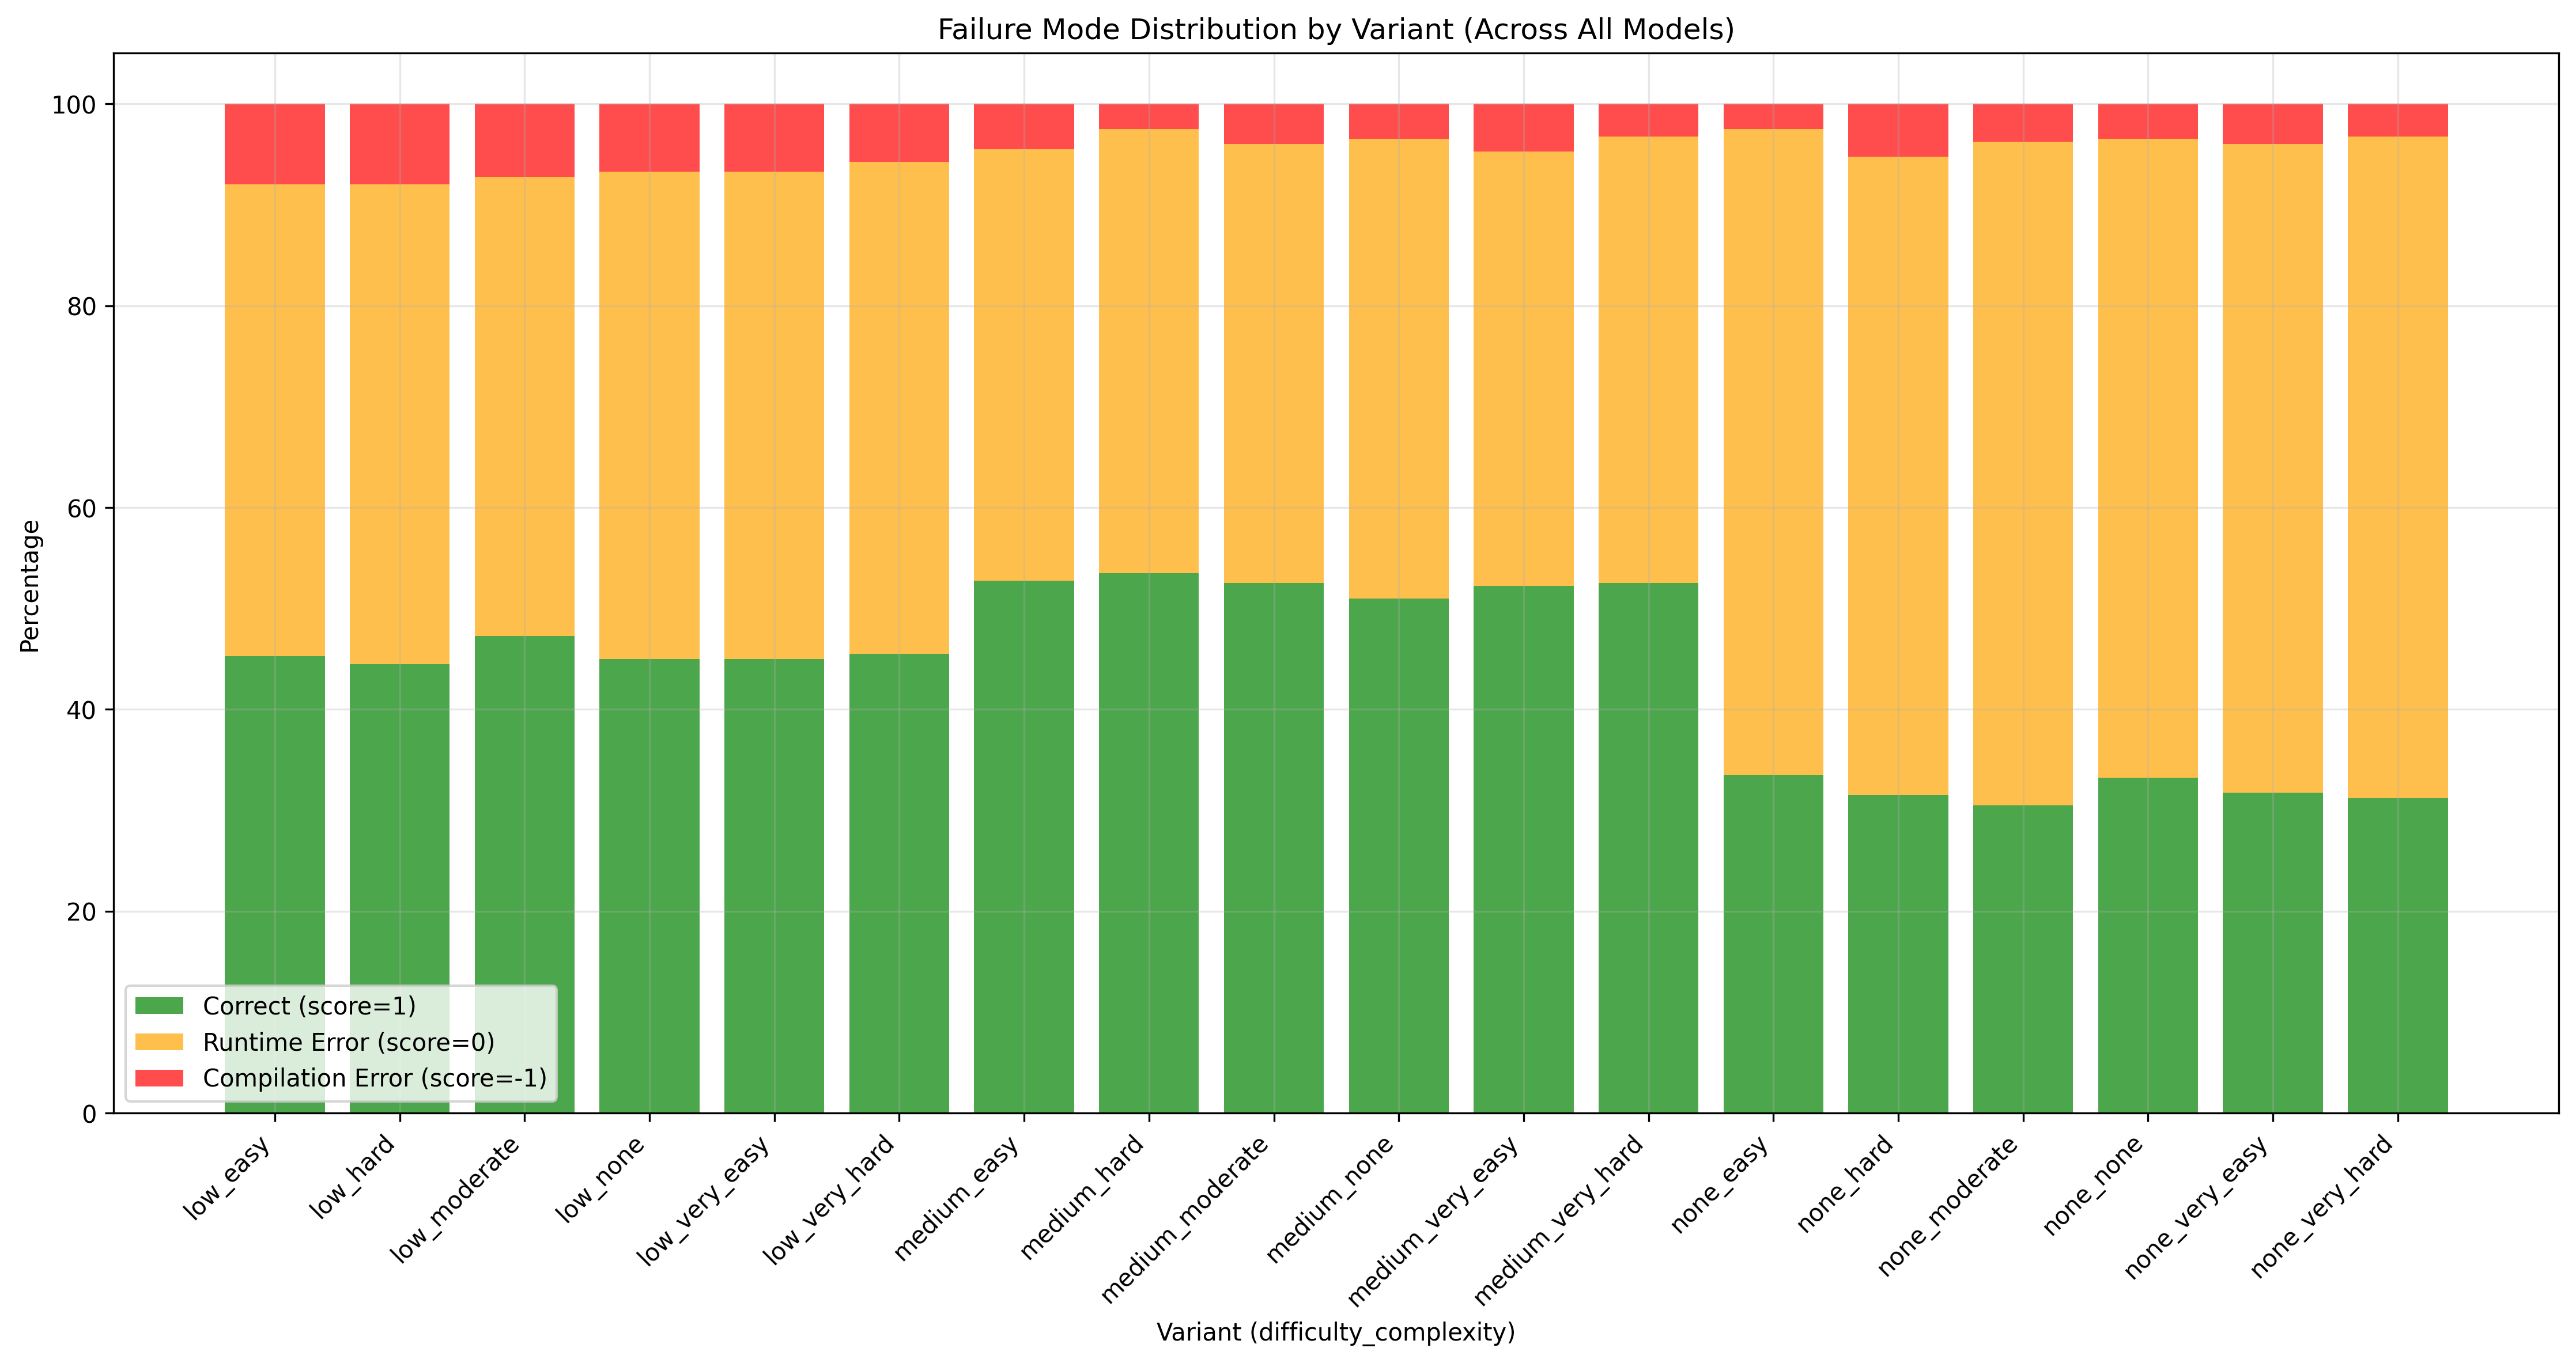 Failure Mode Distribution by Variant (Across All Models)
Percentage
100
80
60
40
20
0
Correct (score=1)
Runtime Error (score=0)
Compilation Error (score=-1)
low_easy
low_hard
low_moderate
low_none
low_very_easy
low_very_hard
medium_easy
medium_hard
medium_moderate
medium_none
medium_very_easy
medium_very_hard
none_easy
none_hard
none_moderate
none_none
none_very_easy
none_very_hard
Variant (difficulty_complexity)